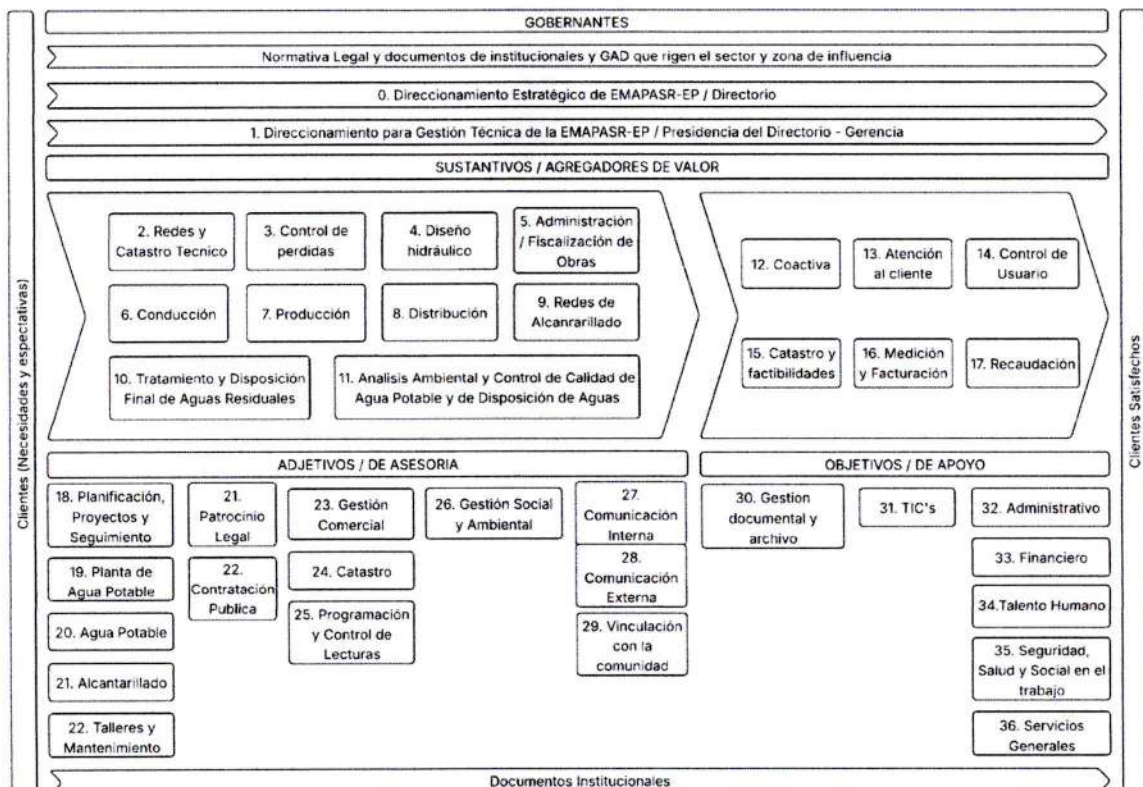 GOBERNANTES
Normativa Legal y documentos de institucionales y GAD que rigen el sector y zona de influencia
0. Direccionamiento Estratégico de EMAPASR-EP / Directorio
1. Direccionamiento para Gestión Técnica de la EMAPASR-EP / Presidencia del Directorio - Gerencia
SUSTANTIVOS / AGREGADORES DE VALOR
Clientes (Necesidades y espectativas)
2. Redes y
Catastro Tecnico
3. Control de
perdidas
4. Diseño
hidráulico
5. Administración
/ Fiscalización de
Obras
6. Conducción
7. Producción
8. Distribución
9. Redes de
Alcanrarillado
10. Tratamiento y Disposición
Final de Aguas Residuales
11. Analisis Ambiental y Control de Calidad de
Agua Potable y de Disposición de Aguas
12. Coactiva
13. Atención
al cliente
14. Control de
Usuario
15. Catastro y
factibilidades
16. Medición
y Facturación
17. Recaudación
Clientes Satisfechos
ADJETIVOS / DE ASESORIA
18. Planificación,
Proyectos y
Seguimiento
19. Planta de
Agua Potable
20. Agua Potable
21. Alcantarillado
22. Talleres y
Mantenimiento
21.
Patrocinio
Legal
22.
Contratación
Publica
23. Gestión
Comercial
24. Catastro
25. Programación
y Control de
Lecturas
26. Gestión Social
y Ambiental
27.
Comunicación
Interna
28.
Comunicación
Externa
29. Vinculación
con la
comunidad
OBJETIVOS / DE APOYO
30. Gestion
documental y
archivo
31. TIC's
32. Administrativo
33. Financiero
34.Talento Humano
35. Seguridad,
Salud y Social en el
trabajo
36. Servicios
Generales
Documentos Institucionales